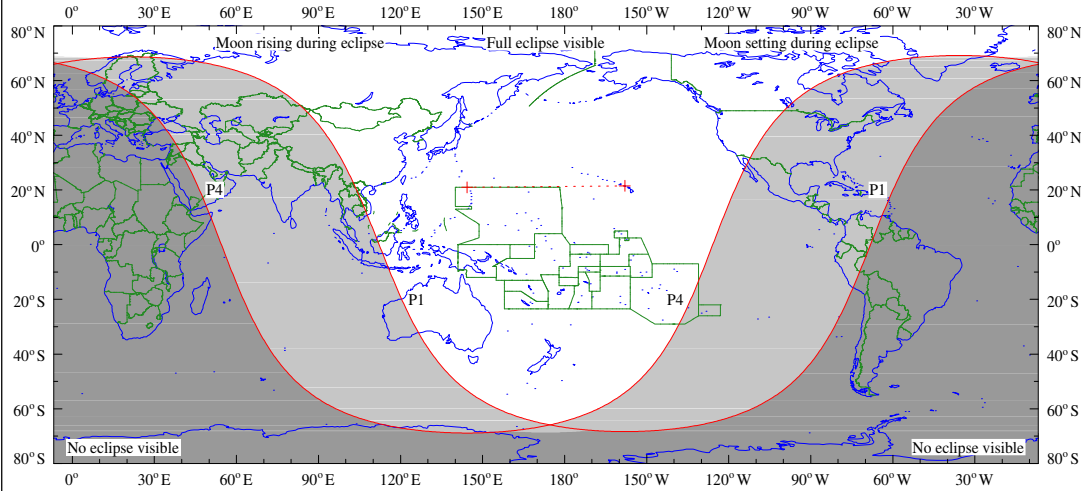 0° 30°E 60°E 90°E 120°E 150°E 180° 150°W 120°W 90°W 60°W 30°W
80°N 80°N
Moon rising during eclipse Full eclipse visible Moon setting during eclipse
60°N 60°N
40°N 40°N
20°N P4 P1 20°N
0° 0°
20°S P1 P4 20°S
40°S 40°S
60°S 60°S
No eclipse visible No eclipse visible
80°S 80°S
0° 30°E 60°E 90°E 120°E 150°E 180° 150°W 120°W 90°W 60°W 30°W